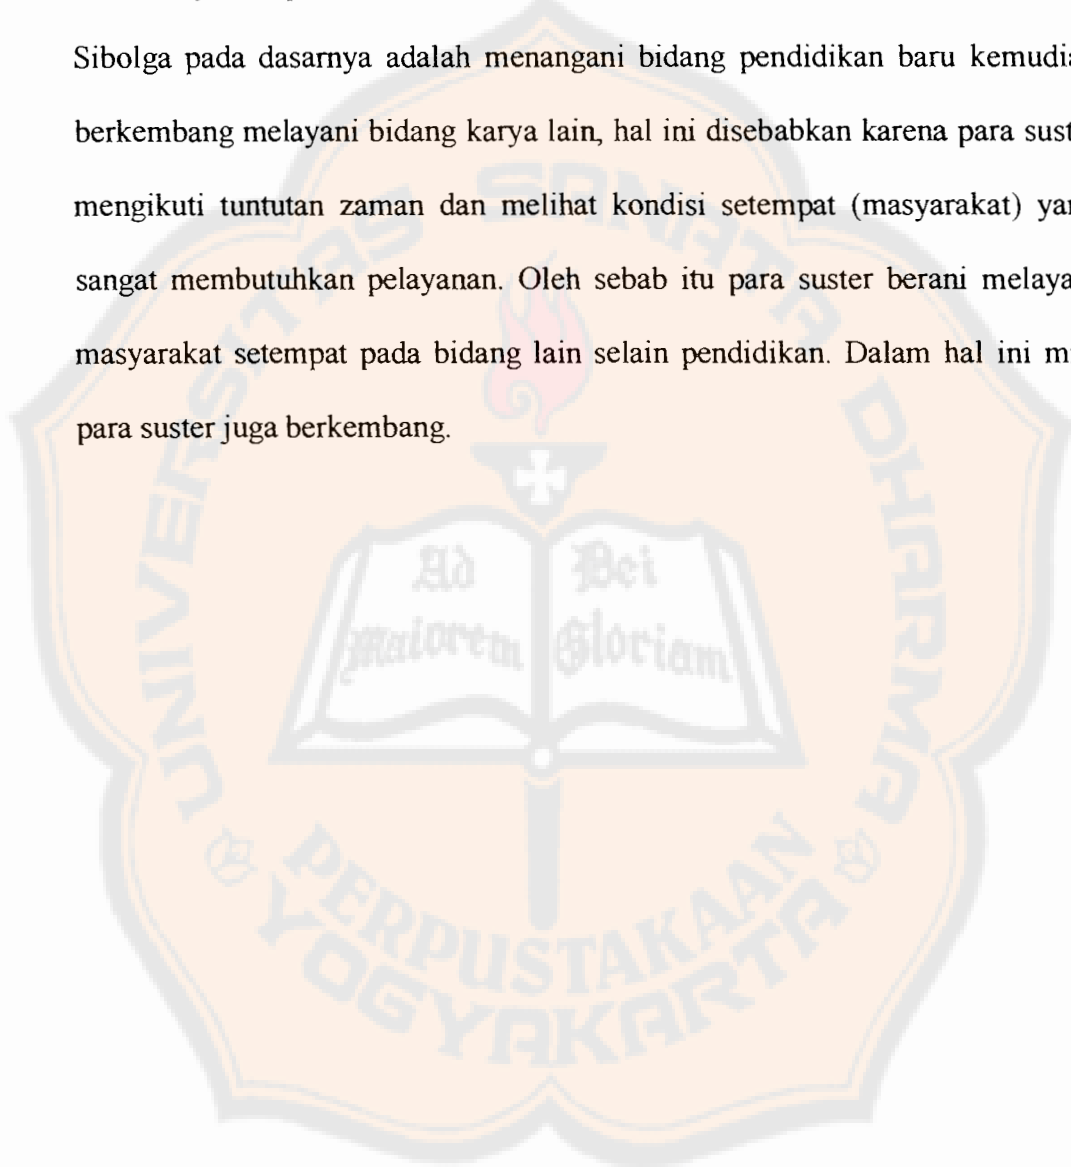 Sibolga pada dasarnya adalah menangani bidang pendidikan baru kemudia
berkembang melayani bidang karya lain, hal ini disebabkan karena para sust
mengikuti tuntutan zaman dan melihat kondisi setempat (masyarakat) yan
sangat membutuhkan pelayanan. Oleh sebab itu para suster berani melaya
masyarakat setempat pada bidang lain selain pendidikan. Dalam hal ini m
para suster juga berkembang.
UNIVERSITAS SANATA DHARMA
Ad Dei
Maiorem Gloriam
PERPUSTAKAAN
YOGYAKARTA